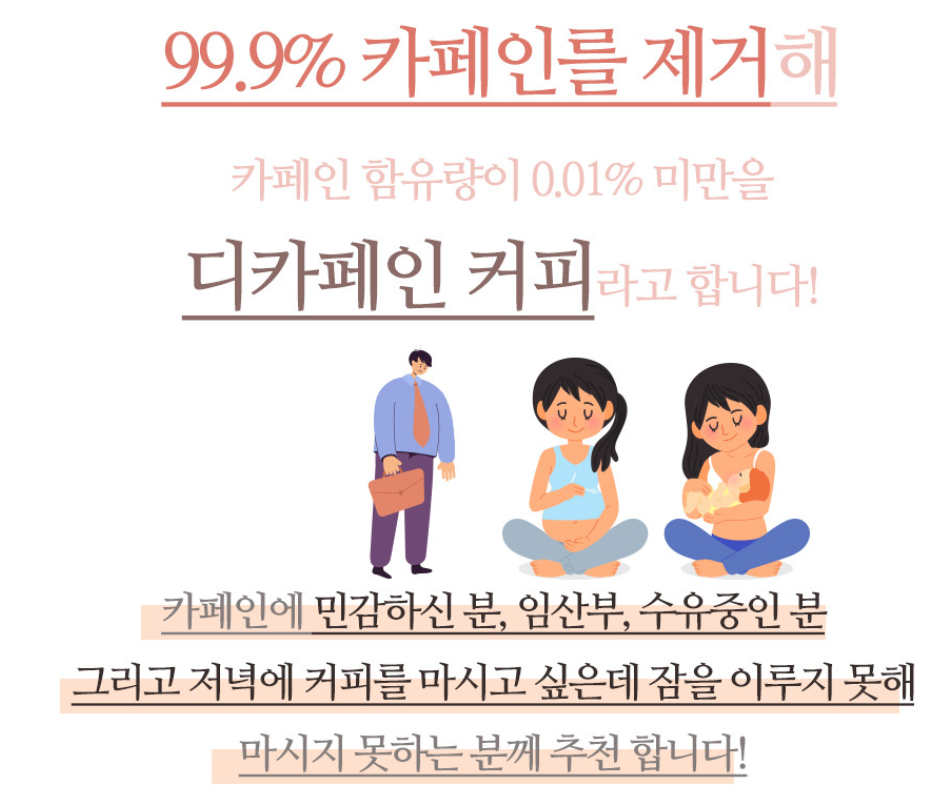 99.9% 카페인를 제거해
카페인 함유량이 0.01% 미만을
디카페인 커피라고 합니다!
카페인에 민감하신 분, 임산부, 수유중인 분
그리고 저녁에 커피를 마시고 싶은데 잠을 이루지 못해
마시지 못하는 분께 추천 합니다!